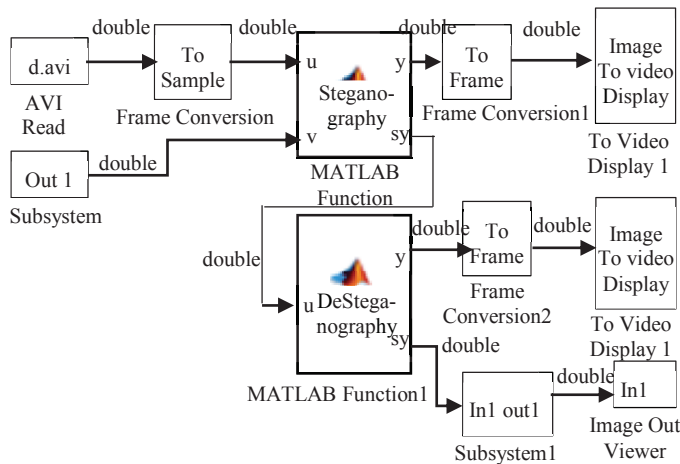 double
double
double
double
d.avi
To
Sample
u
y
Stegano-
graphy
v
sy
To
Frame
Image
To video
Display
AVI
Read
Frame Conversion
Frame Conversion1
To Video
Display 1
double
Out 1
Subsystem
MATLAB
Function
double
double
double
y
To
Frame
Image
To video
Display
u
DeStega-
nography
sy
Frame
Conversion2
To Video
Display 1
double
MATLAB Function1
double
In1 out1
In1
Subsystem1
Image Out
Viewer